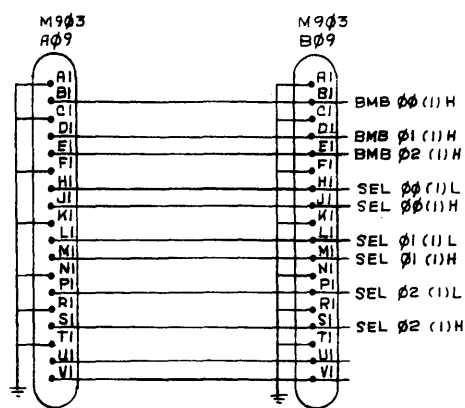 M9Ø3
AØ9
M9Ø3
BØ9
A1
B1
C1
D1
E1
F1
H1
J1
K1
L1
M1
N1
P1
R1
S1
T1
U1
V1
A1
B1
C1
D1
E1
F1
H1
J1
K1
L1
M1
N1
P1
R1
S1
T1
U1
V1
BMB ØØ (1) H
BMB Ø1 (1) H
BMB Ø2 (1) H
SEL ØØ (1) L
SEL ØØ (1) H
SEL Ø1 (1) L
SEL Ø1 (1) H
SEL Ø2 (1) L
SEL Ø2 (1) H